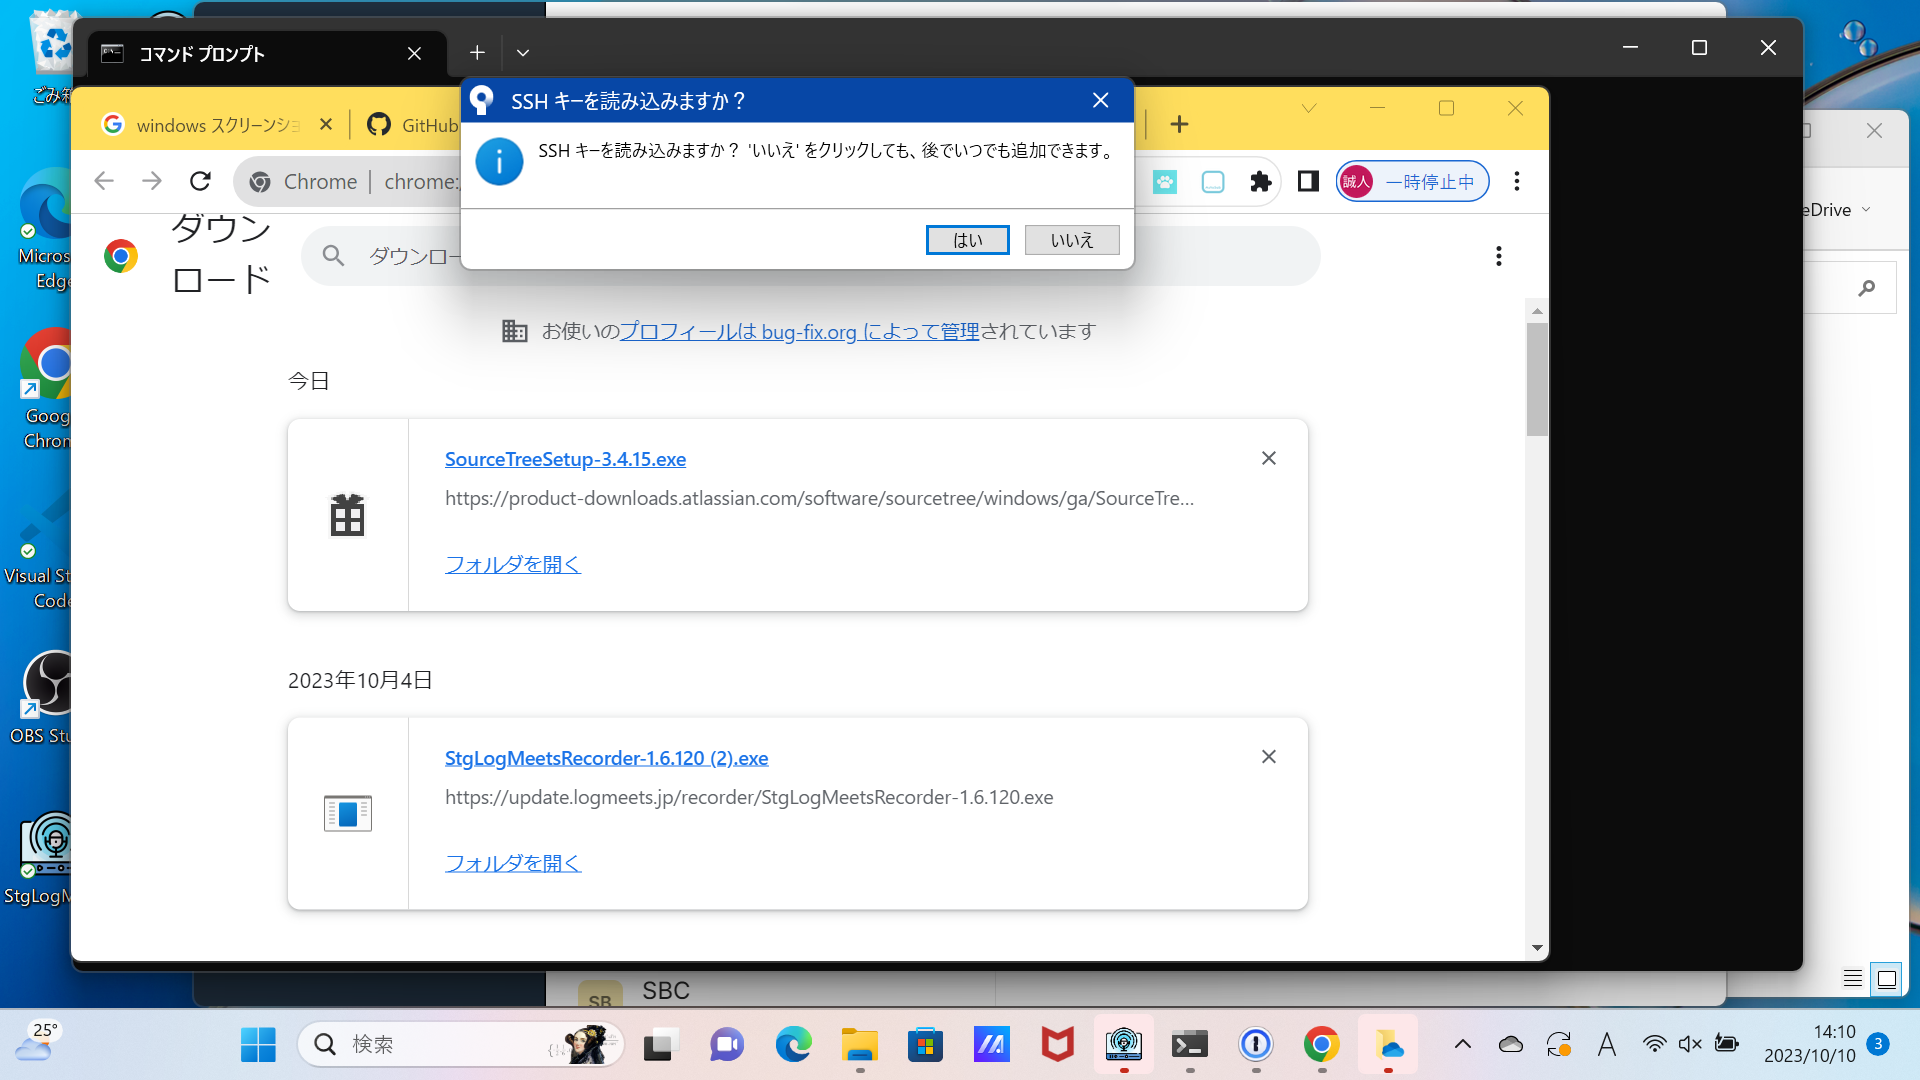 コマンド プロンプト
SSH キーを読み込みますか？
SSH キーを読み込みますか？ 'いいえ' をクリックしても、後でいつでも追加できます。
はい
いいえ
windows スクリーンショ
GitHub
Chrome
chrome:
誠人
一時停止中
ダウンロード
ダウンロー
お使いのプロフィールは bug-fix.org によって管理されています
今日
SourceTreeSetup-3.4.15.exe
https://product-downloads.atlassian.com/software/sourcetree/windows/ga/SourceTre...
フォルダを開く
2023年10月4日
StgLogMeetsRecorder-1.6.120 (2).exe
https://update.logmeets.jp/recorder/StgLogMeetsRecorder-1.6.120.exe
フォルダを開く
ごみ箱
Micros
Edge
Goog
Chrom
Visual St
Code
OBS Stu
StgLogM
eDrive
SB
SBC
25°
検索
A
14:10
2023/10/10
3